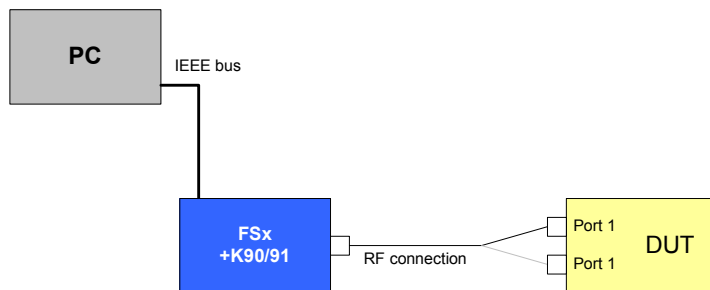 PC
IEEE bus
FSx
+K90/91
RF connection
Port 1
Port 1
DUT